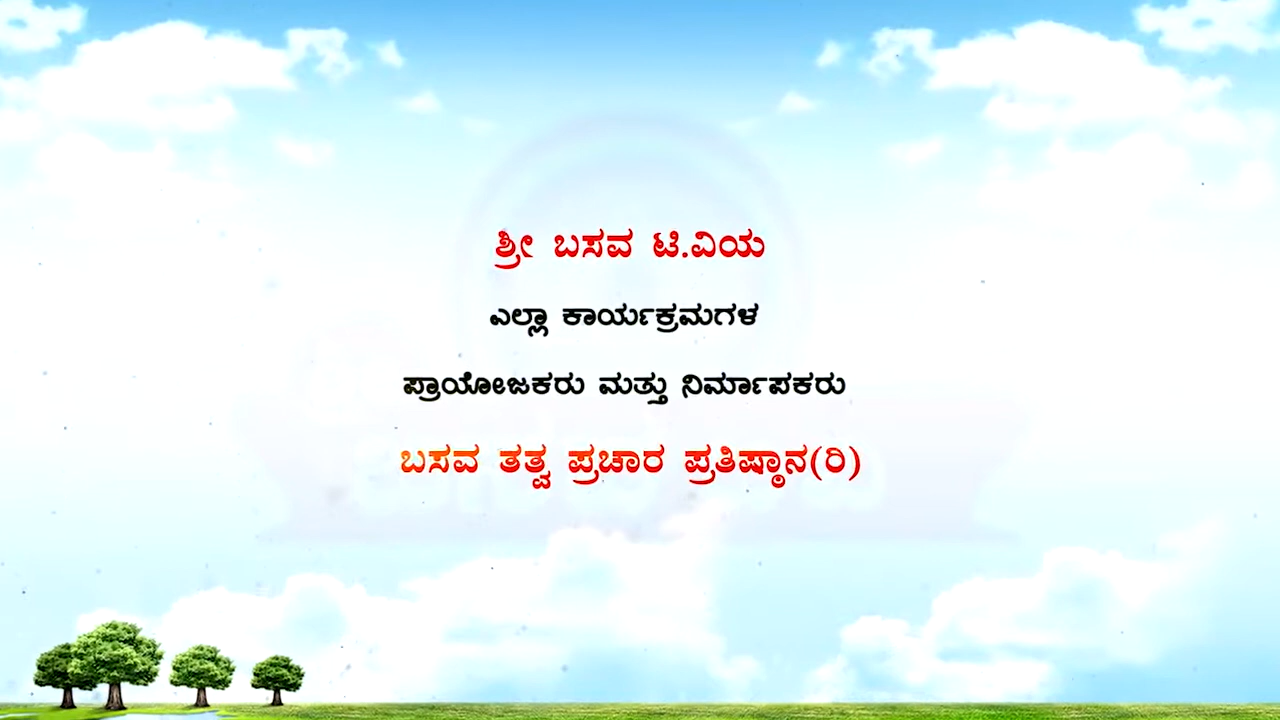 ಶ್ರೀ ಬಸವ ಟಿ.ವಿಯ
ಎಲ್ಲಾ ಕಾರ್ಯಕ್ರಮಗಳ
ಪ್ರಾಯೋಜಕರು ಮತ್ತು ನಿರ್ಮಾಪಕರು
ಬಸವ ತತ್ವ ಪ್ರಚಾರ ಪ್ರತಿಷ್ಠಾನ(ರಿ)